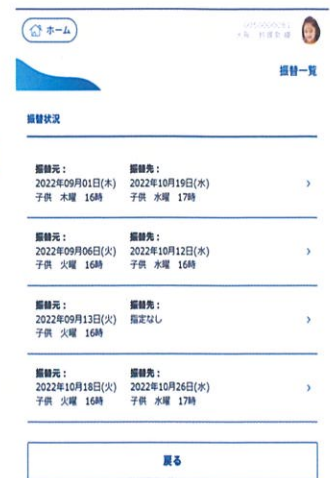 ホーム
振替一覧
振替状況
振替元： 振替先：
2022年09月01日(木) 2022年10月19日(水)
子供 木曜 16時 子供 水曜 17時
振替元： 振替先：
2022年09月06日(火) 2022年10月12日(水)
子供 火曜 16時 子供 水曜 16時
振替元： 振替先：
2022年09月13日(火) 指定なし
子供 火曜 16時
振替元： 振替先：
2022年10月18日(火) 2022年10月26日(水)
子供 火曜 16時 子供 水曜 17時
戻る